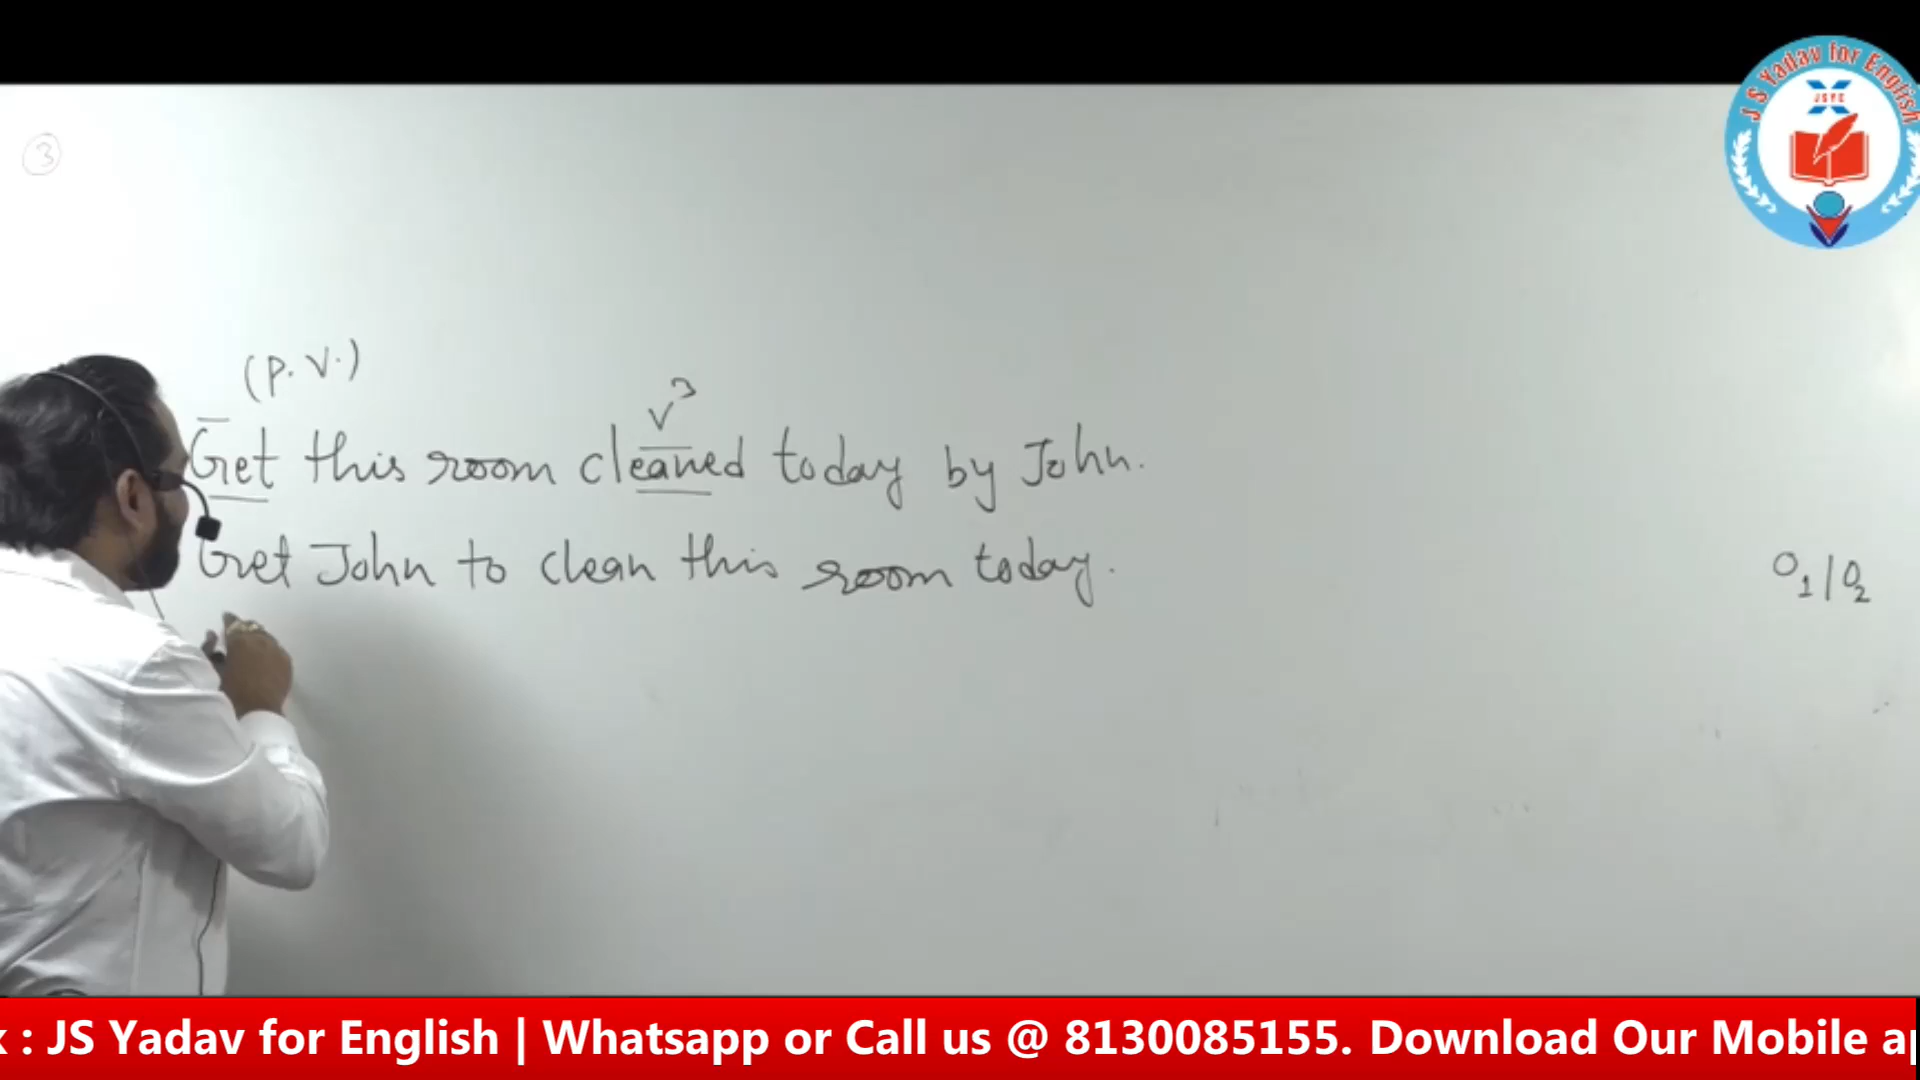 J S Yadav for English
JSYE
3
(P. V.)
V3
Get this room cleaned today by John.
Get John to clean this room today.
O1/O2
: JS Yadav for English | Whatsapp or Call us @ 8130085155. Download Our Mobile